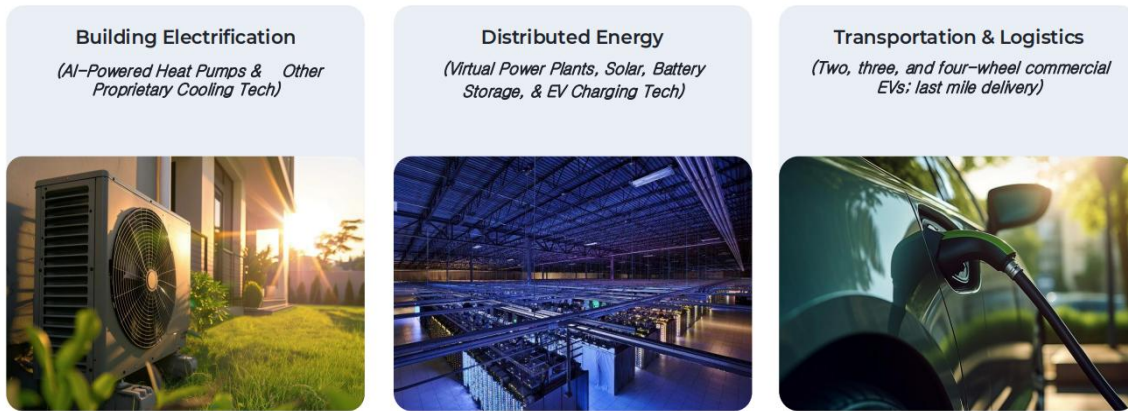 Building Electrification
(AI-Powered Heat Pumps & Other
Proprietary Cooling Tech)
Distributed Energy
(Virtual Power Plants, Solar, Battery
Storage, & EV Charging Tech)
Transportation & Logistics
(Two, three, and four-wheel commercial
EVs; last mile delivery)